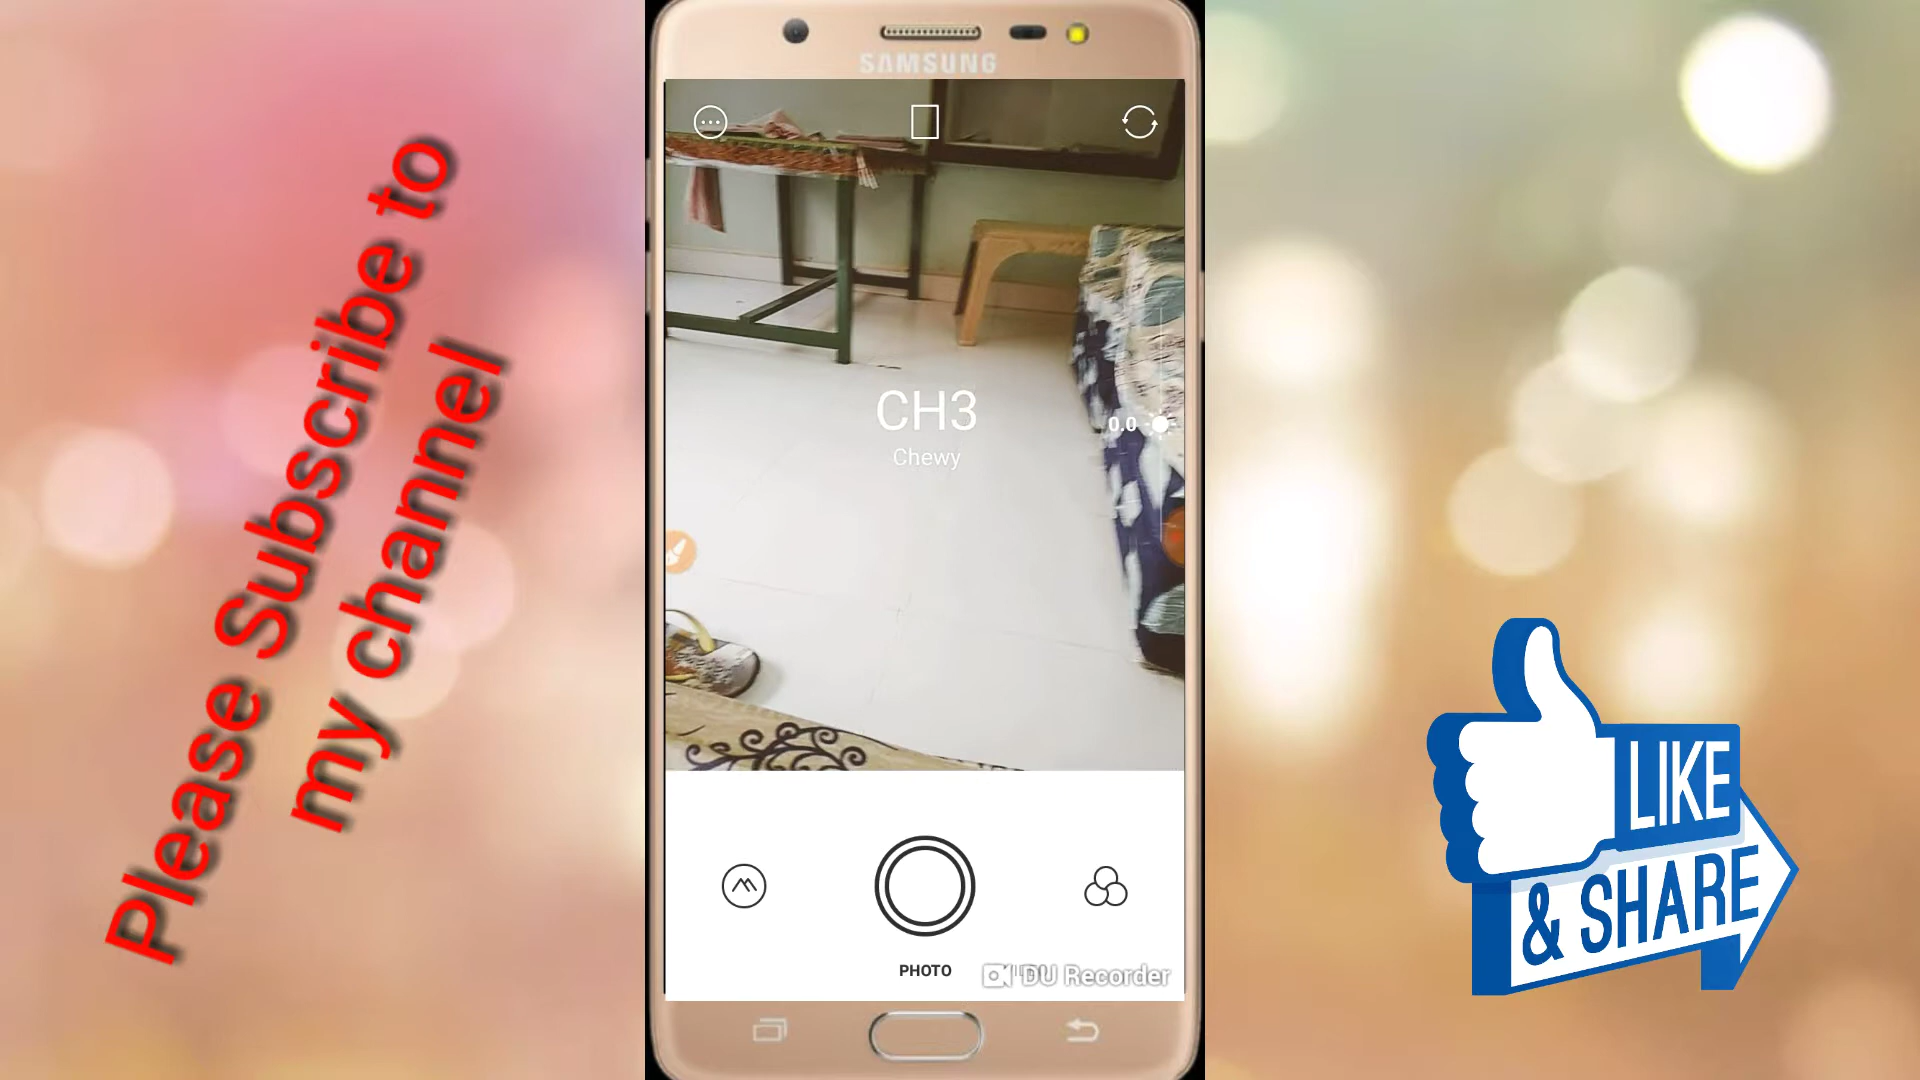 Please Subscribe to
my channel
SAMSUNG
CH3
Chewy
0.0
PHOTO
DU Recorder
LIKE
& SHARE